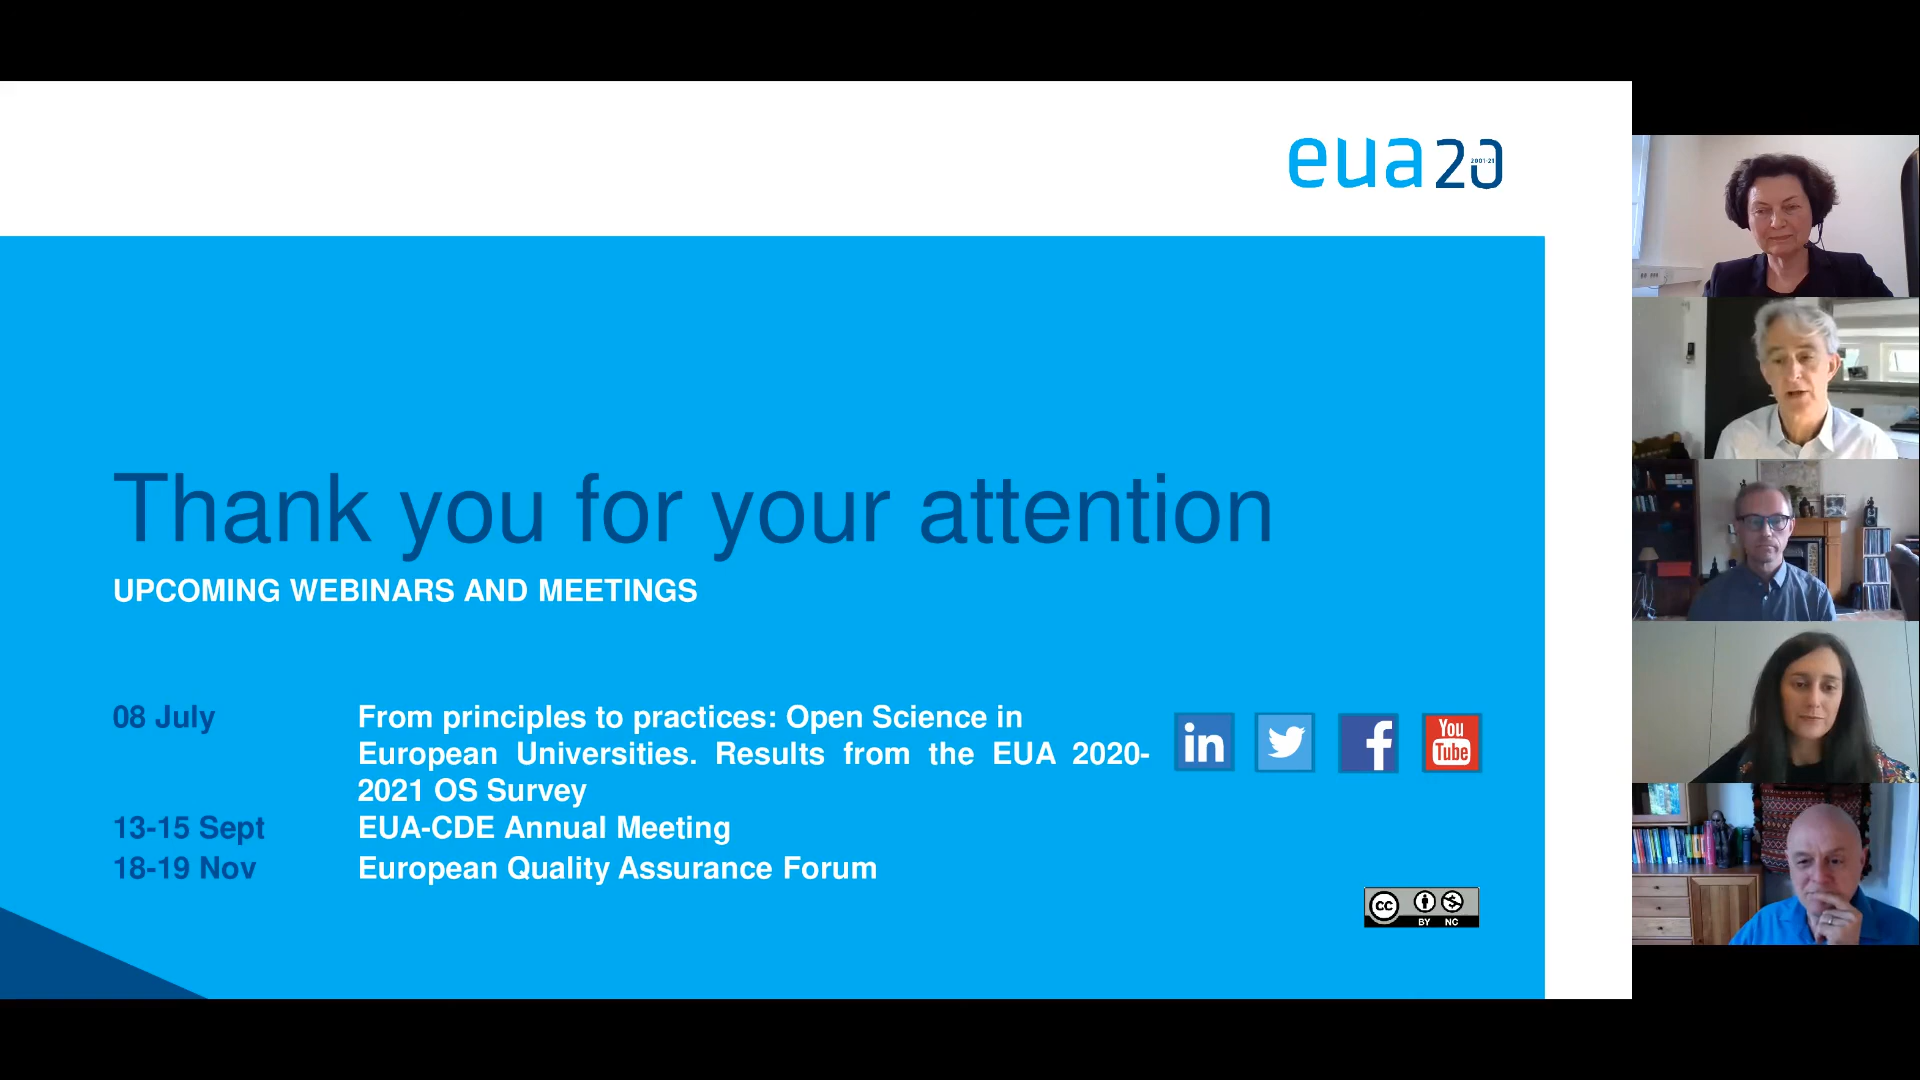 eua20
2001-21
Thank you for your attention
UPCOMING WEBINARS AND MEETINGS
08 July From principles to practices: Open Science in
European Universities. Results from the EUA 2020-
2021 OS Survey
13-15 Sept EUA-CDE Annual Meeting
18-19 Nov European Quality Assurance Forum
in f You Tube
cc BY NC